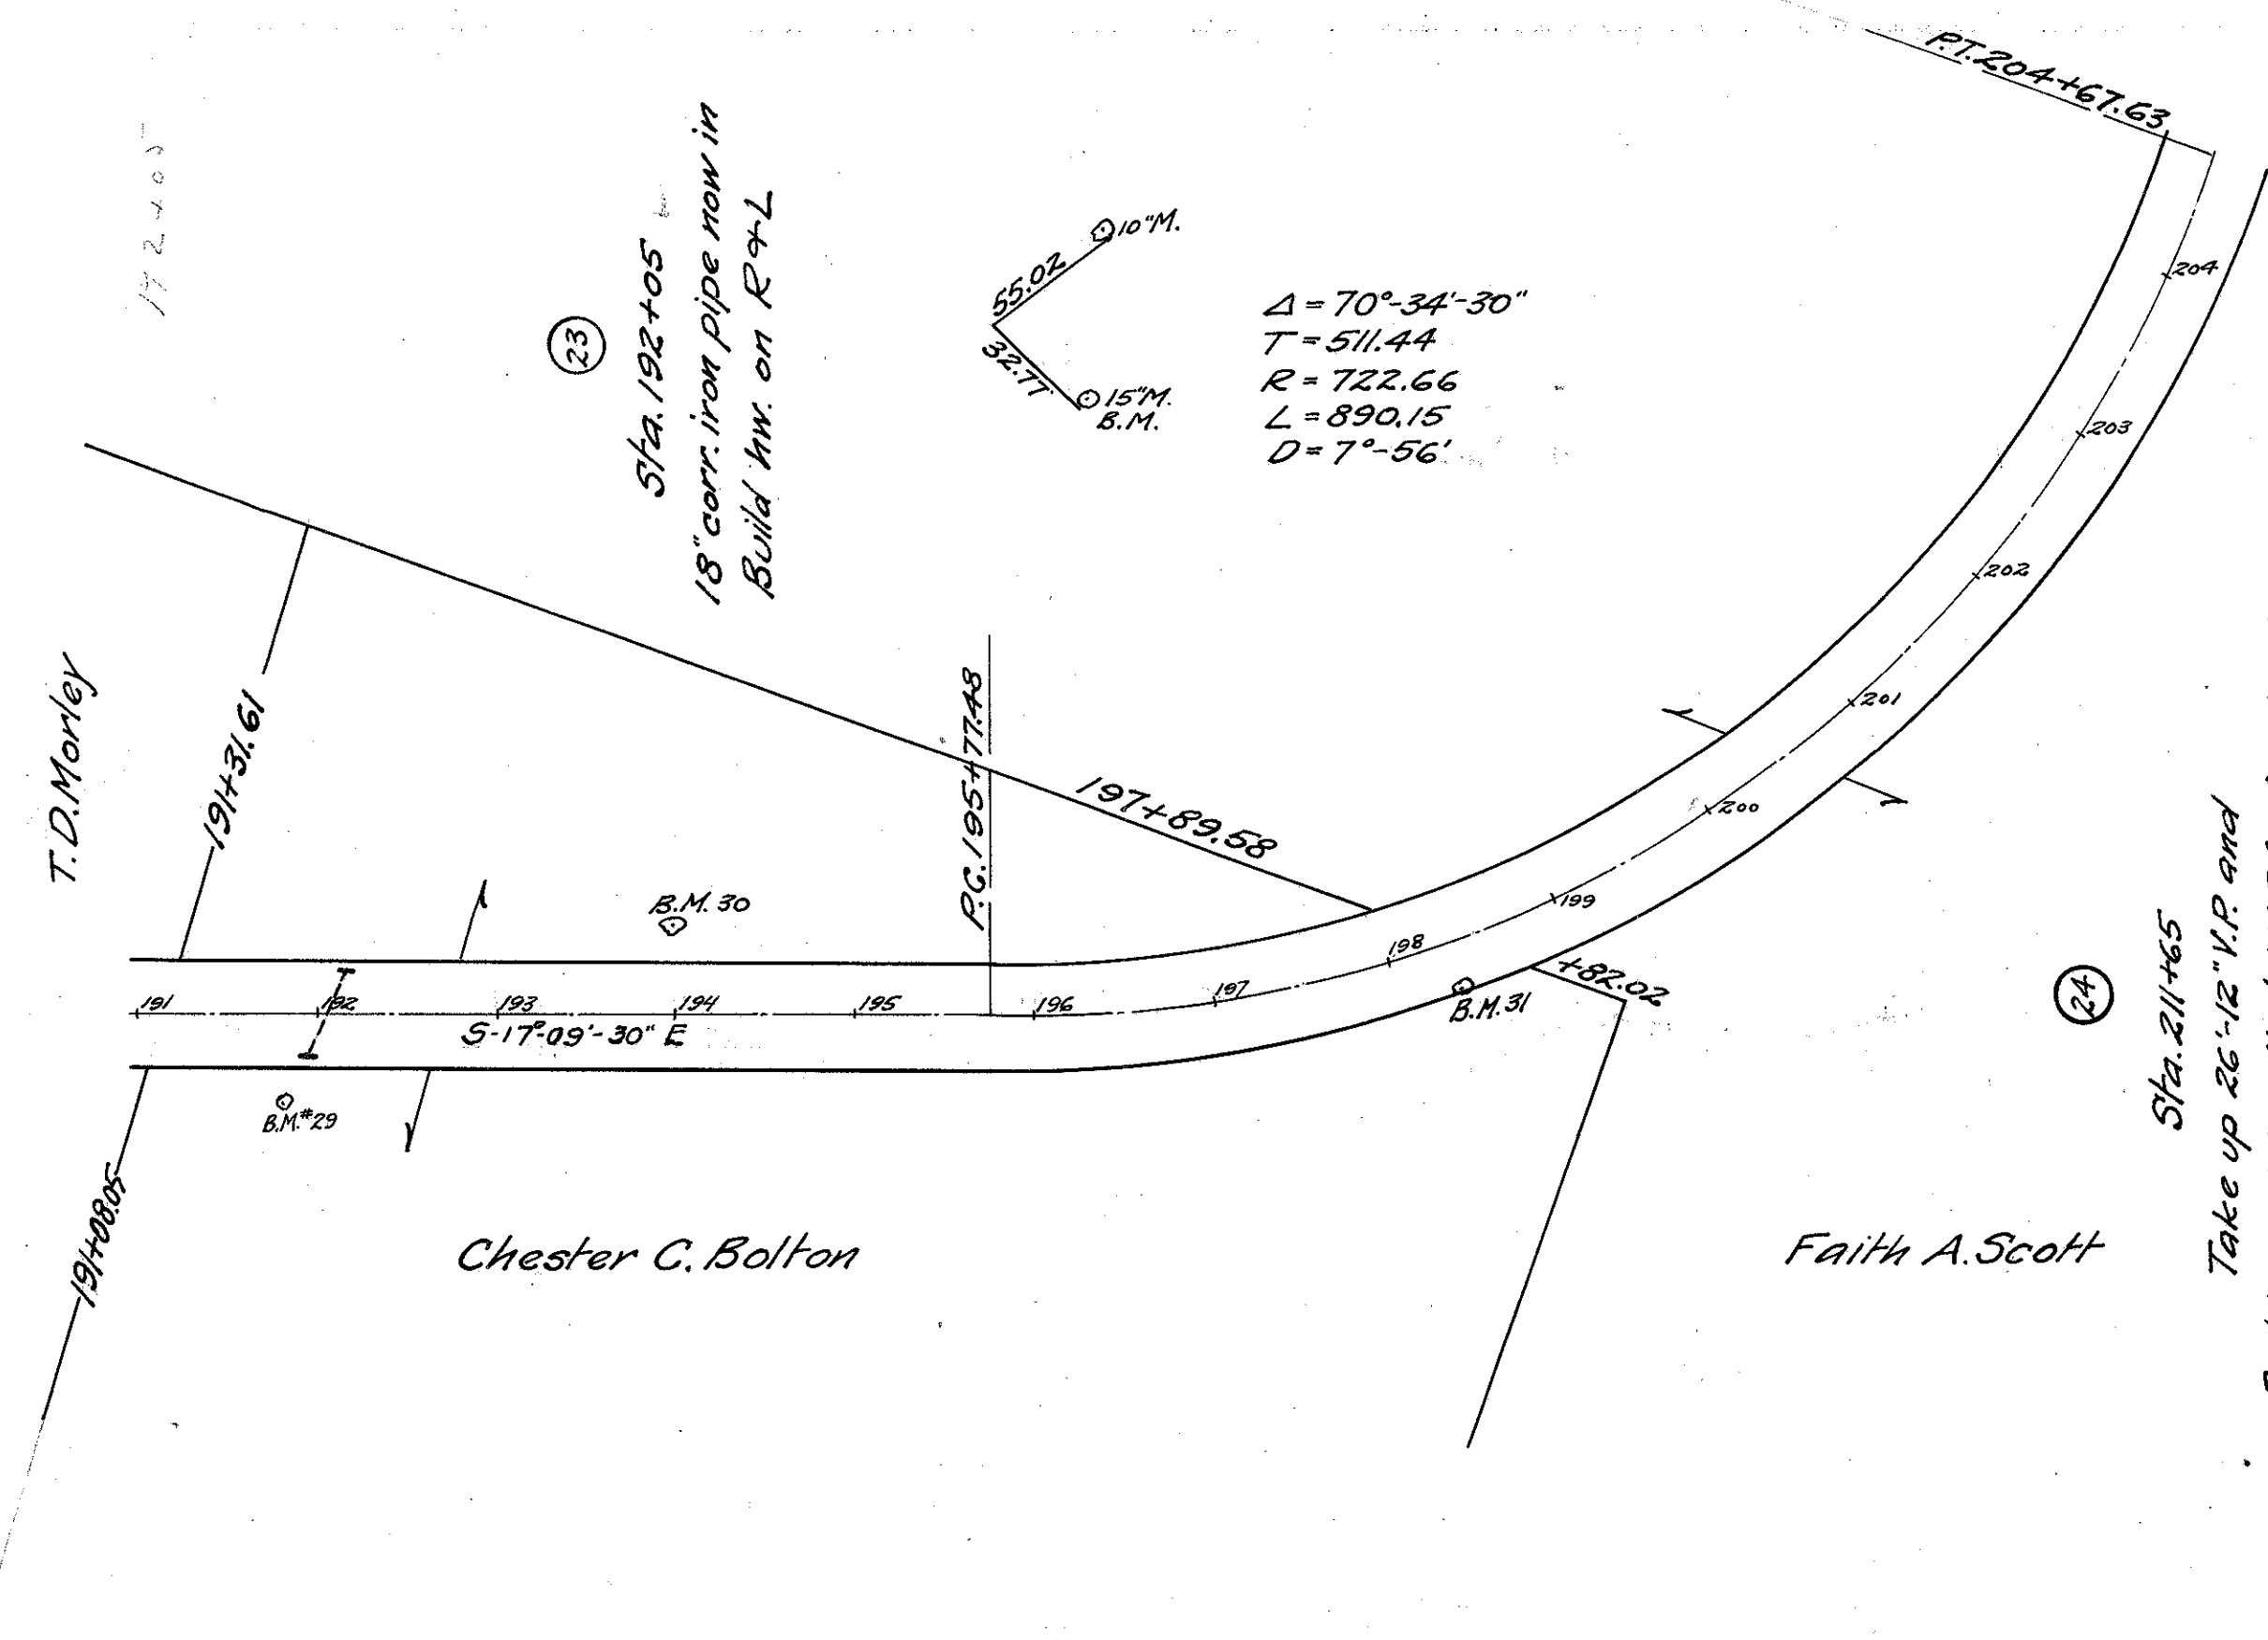 P.T. 204+67.63
192+05
23
Sta. 192+05
18" corr. iron pipe now in
Build hw. on R & L
10"M.
55.02
32.77
15"M.
B.M.
Δ = 70°-34'-30"
T = 511.44
R = 722.66
L = 890.15
D = 7°-56'
204
203
202
201
200
199
198
197
196
195
194
193
192
191
T.D. Morley
191+31.61
P.C. 195+77.48
197+89.58
B.M. 30
S-17°-09'-30" E
B.M. 31
+82.02
B.M.#29
191+08.05
Chester C. Bolton
Faith A. Scott
24
Sta. 211+65
Take up 26'-12" V.P. and